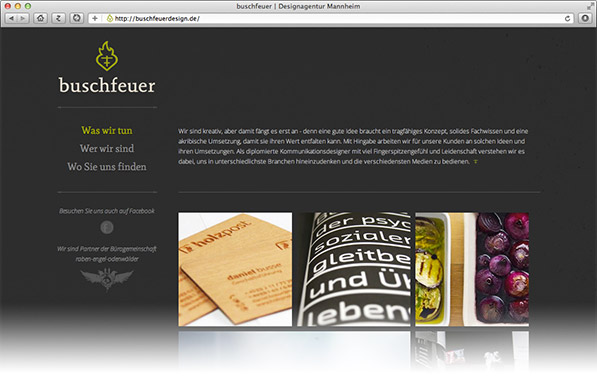 buschfeuer | Designagentur Mannheim
http://buschfeuerdesign.de/
buschfeuer
Was wir tun
Wer wir sind
Wo Sie uns finden
Besuchen Sie uns auch auf Facebook
Wir sind Partner der Bürogemeinschaft
raben-engel-odenwälder
Wir sind kreativ, aber damit fängt es erst an - denn eine gute Idee braucht ein tragfähiges Konzept, solides Fachwissen und eine
akribische Umsetzung, damit sie ihren Wert entfalten kann. Mit Hingabe arbeiten wir für unsere Kunden an solchen Ideen und
ihren Umsetzungen. Als diplomierte Kommunikationsdesigner mit viel Fingerspitzengefühl und Leidenschaft verstehen wir es
dabei, uns in unterschiedlichste Branchen hineinzudenken und die verschiedensten Medien zu bedienen.
holzpost
daniel busse
Geschäftsleitung
der psyc
sozialer
gleitbe
und Ü
leben